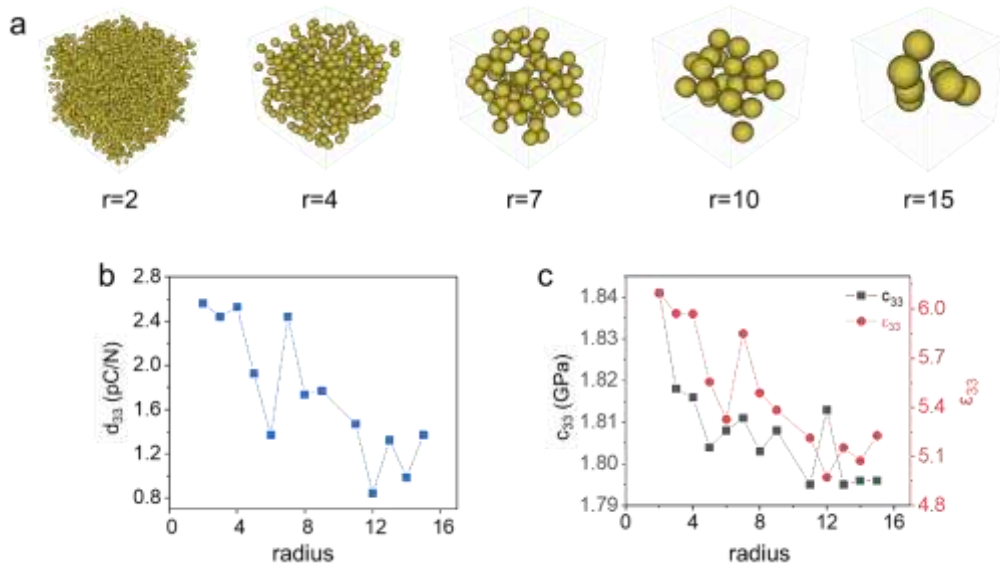 a
r=2
r=4
r=7
r=10
r=15
b
2.8
2.4
2.0
1.6
1.2
0.8
d₃₃ (pC/N)
0
4
8
12
16
radius
c
1.84
1.83
1.82
1.81
1.80
1.79
c₃₃ (GPa)
c₃₃
ε₃₃
6.0
5.7
5.4
5.1
4.8
ε₃₃
0
4
8
12
16
radius